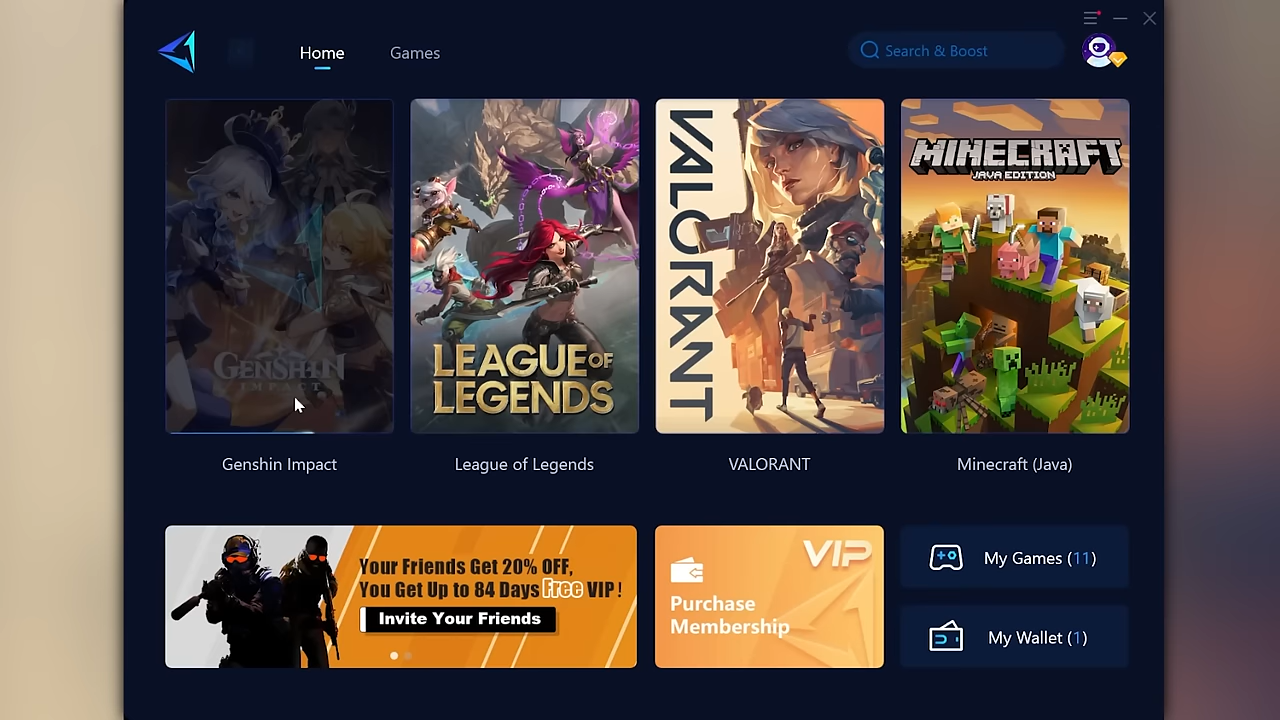 Home
Games
Search & Boost
GENSHIN
IMPACT
LEAGUE OF
LEGENDS
VALORANT
MINECRAFT
JAVA EDITION
Genshin Impact
League of Legends
VALORANT
Minecraft (Java)
Your Friends Get 20% OFF,
You Get Up to 84 Days Free VIP!
Invite Your Friends
VIP
Purchase
Membership
My Games (11)
My Wallet (1)